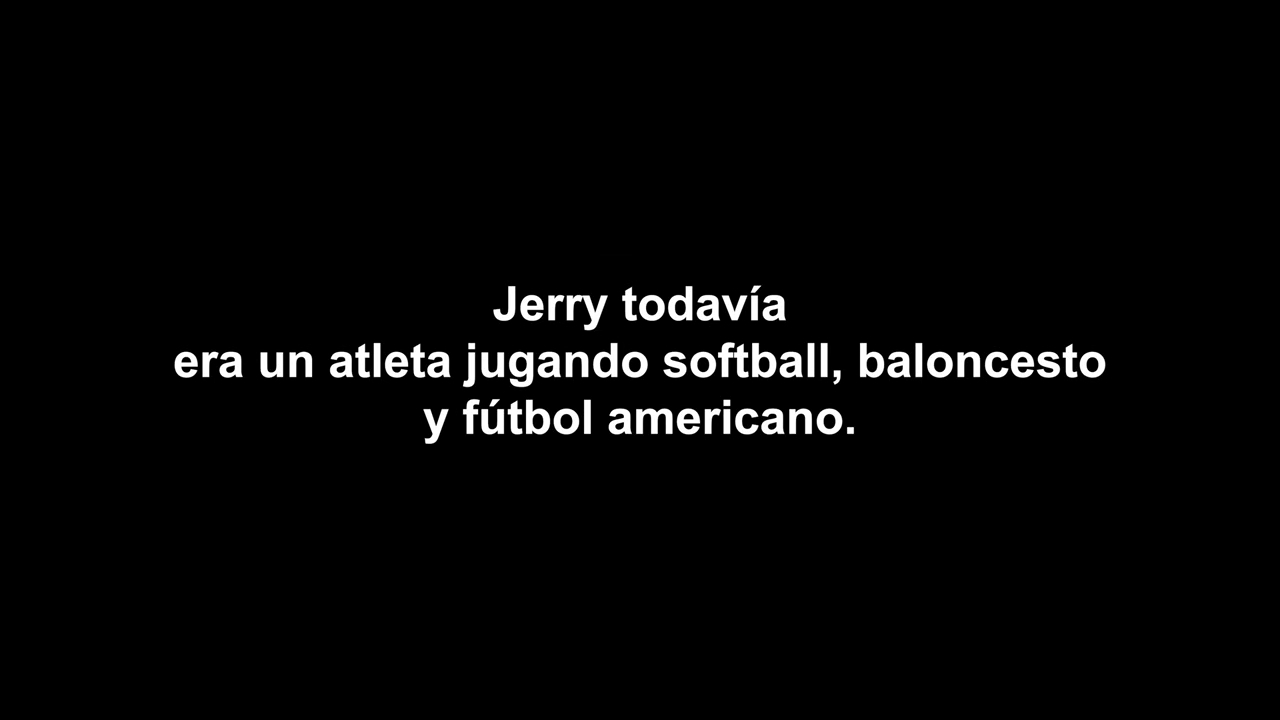 Jerry todavía
era un atleta jugando softball, baloncesto
y fútbol americano.